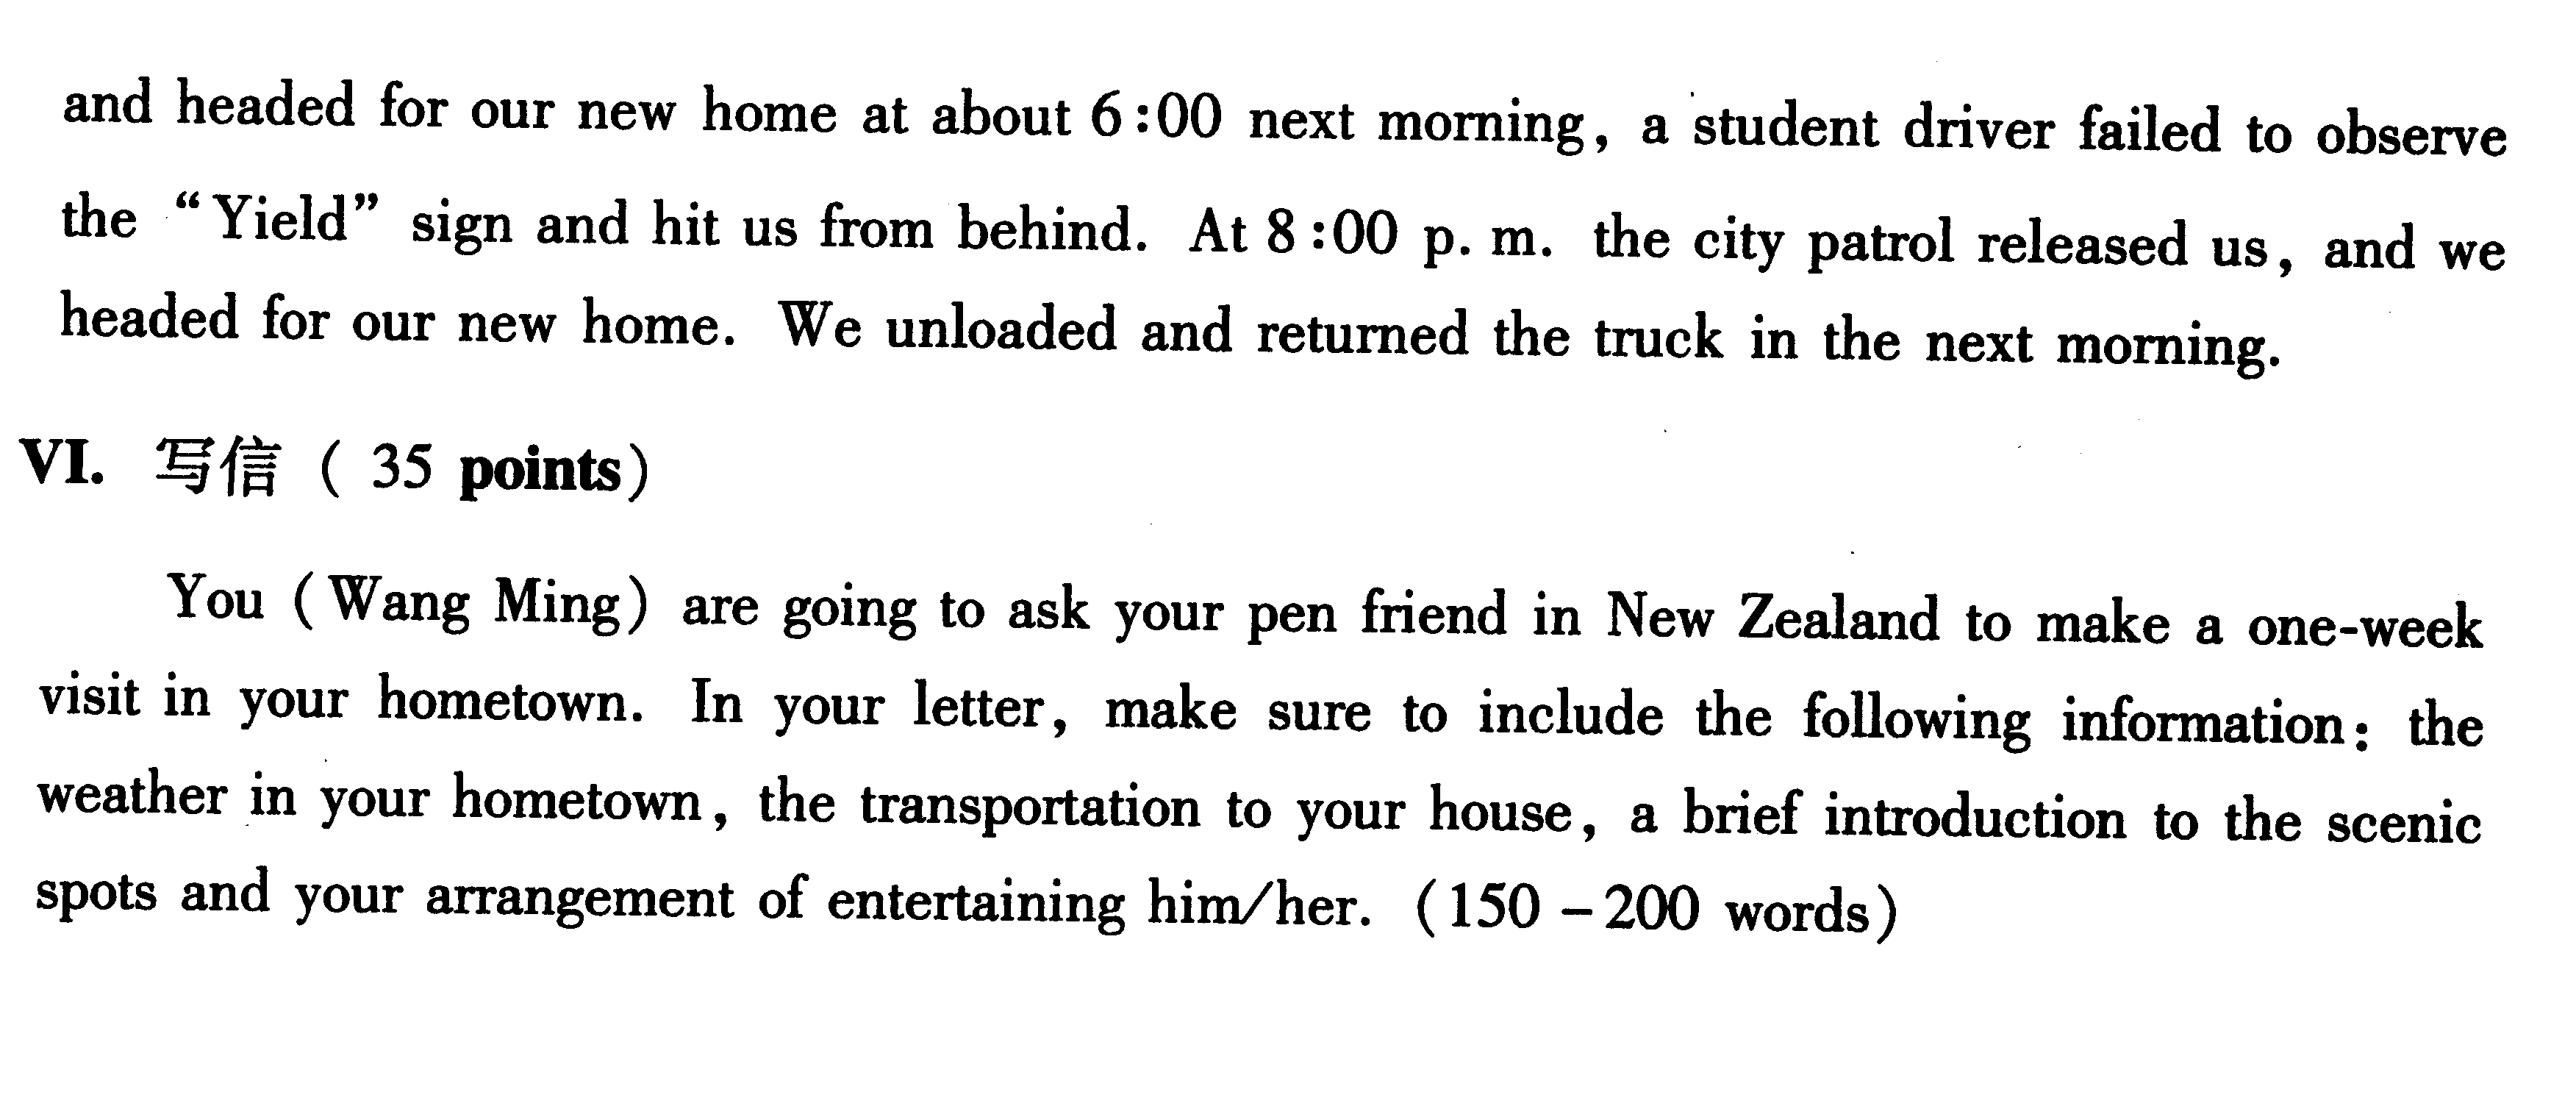 and headed for our new home at about 6:00 next morning, a student driver failed to observe
the “Yield” sign and hit us from behind. At 8:00 p. m. the city patrol released us, and we
headed for our new home. We unloaded and returned the truck in the next morning.
VI. 写信 ( 35 points)
You (Wang Ming) are going to ask your pen friend in New Zealand to make a one-week
visit in your hometown. In your letter, make sure to include the following information: the
weather in your hometown, the transportation to your house, a brief introduction to the scenic
spots and your arrangement of entertaining him/her. (150 – 200 words)